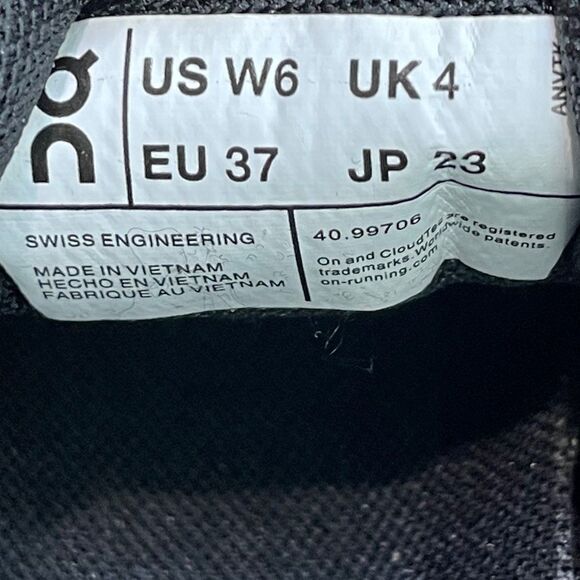 US W6 UK 4
EU 37 JP 23
SWISS ENGINEERING
MADE IN VIETNAM
HECHO EN VIETNAM
FABRIQUE AU VIETNAM
40.99706
On and CloudTec are registered
trademarks. Worldwide patents.
on-running.com